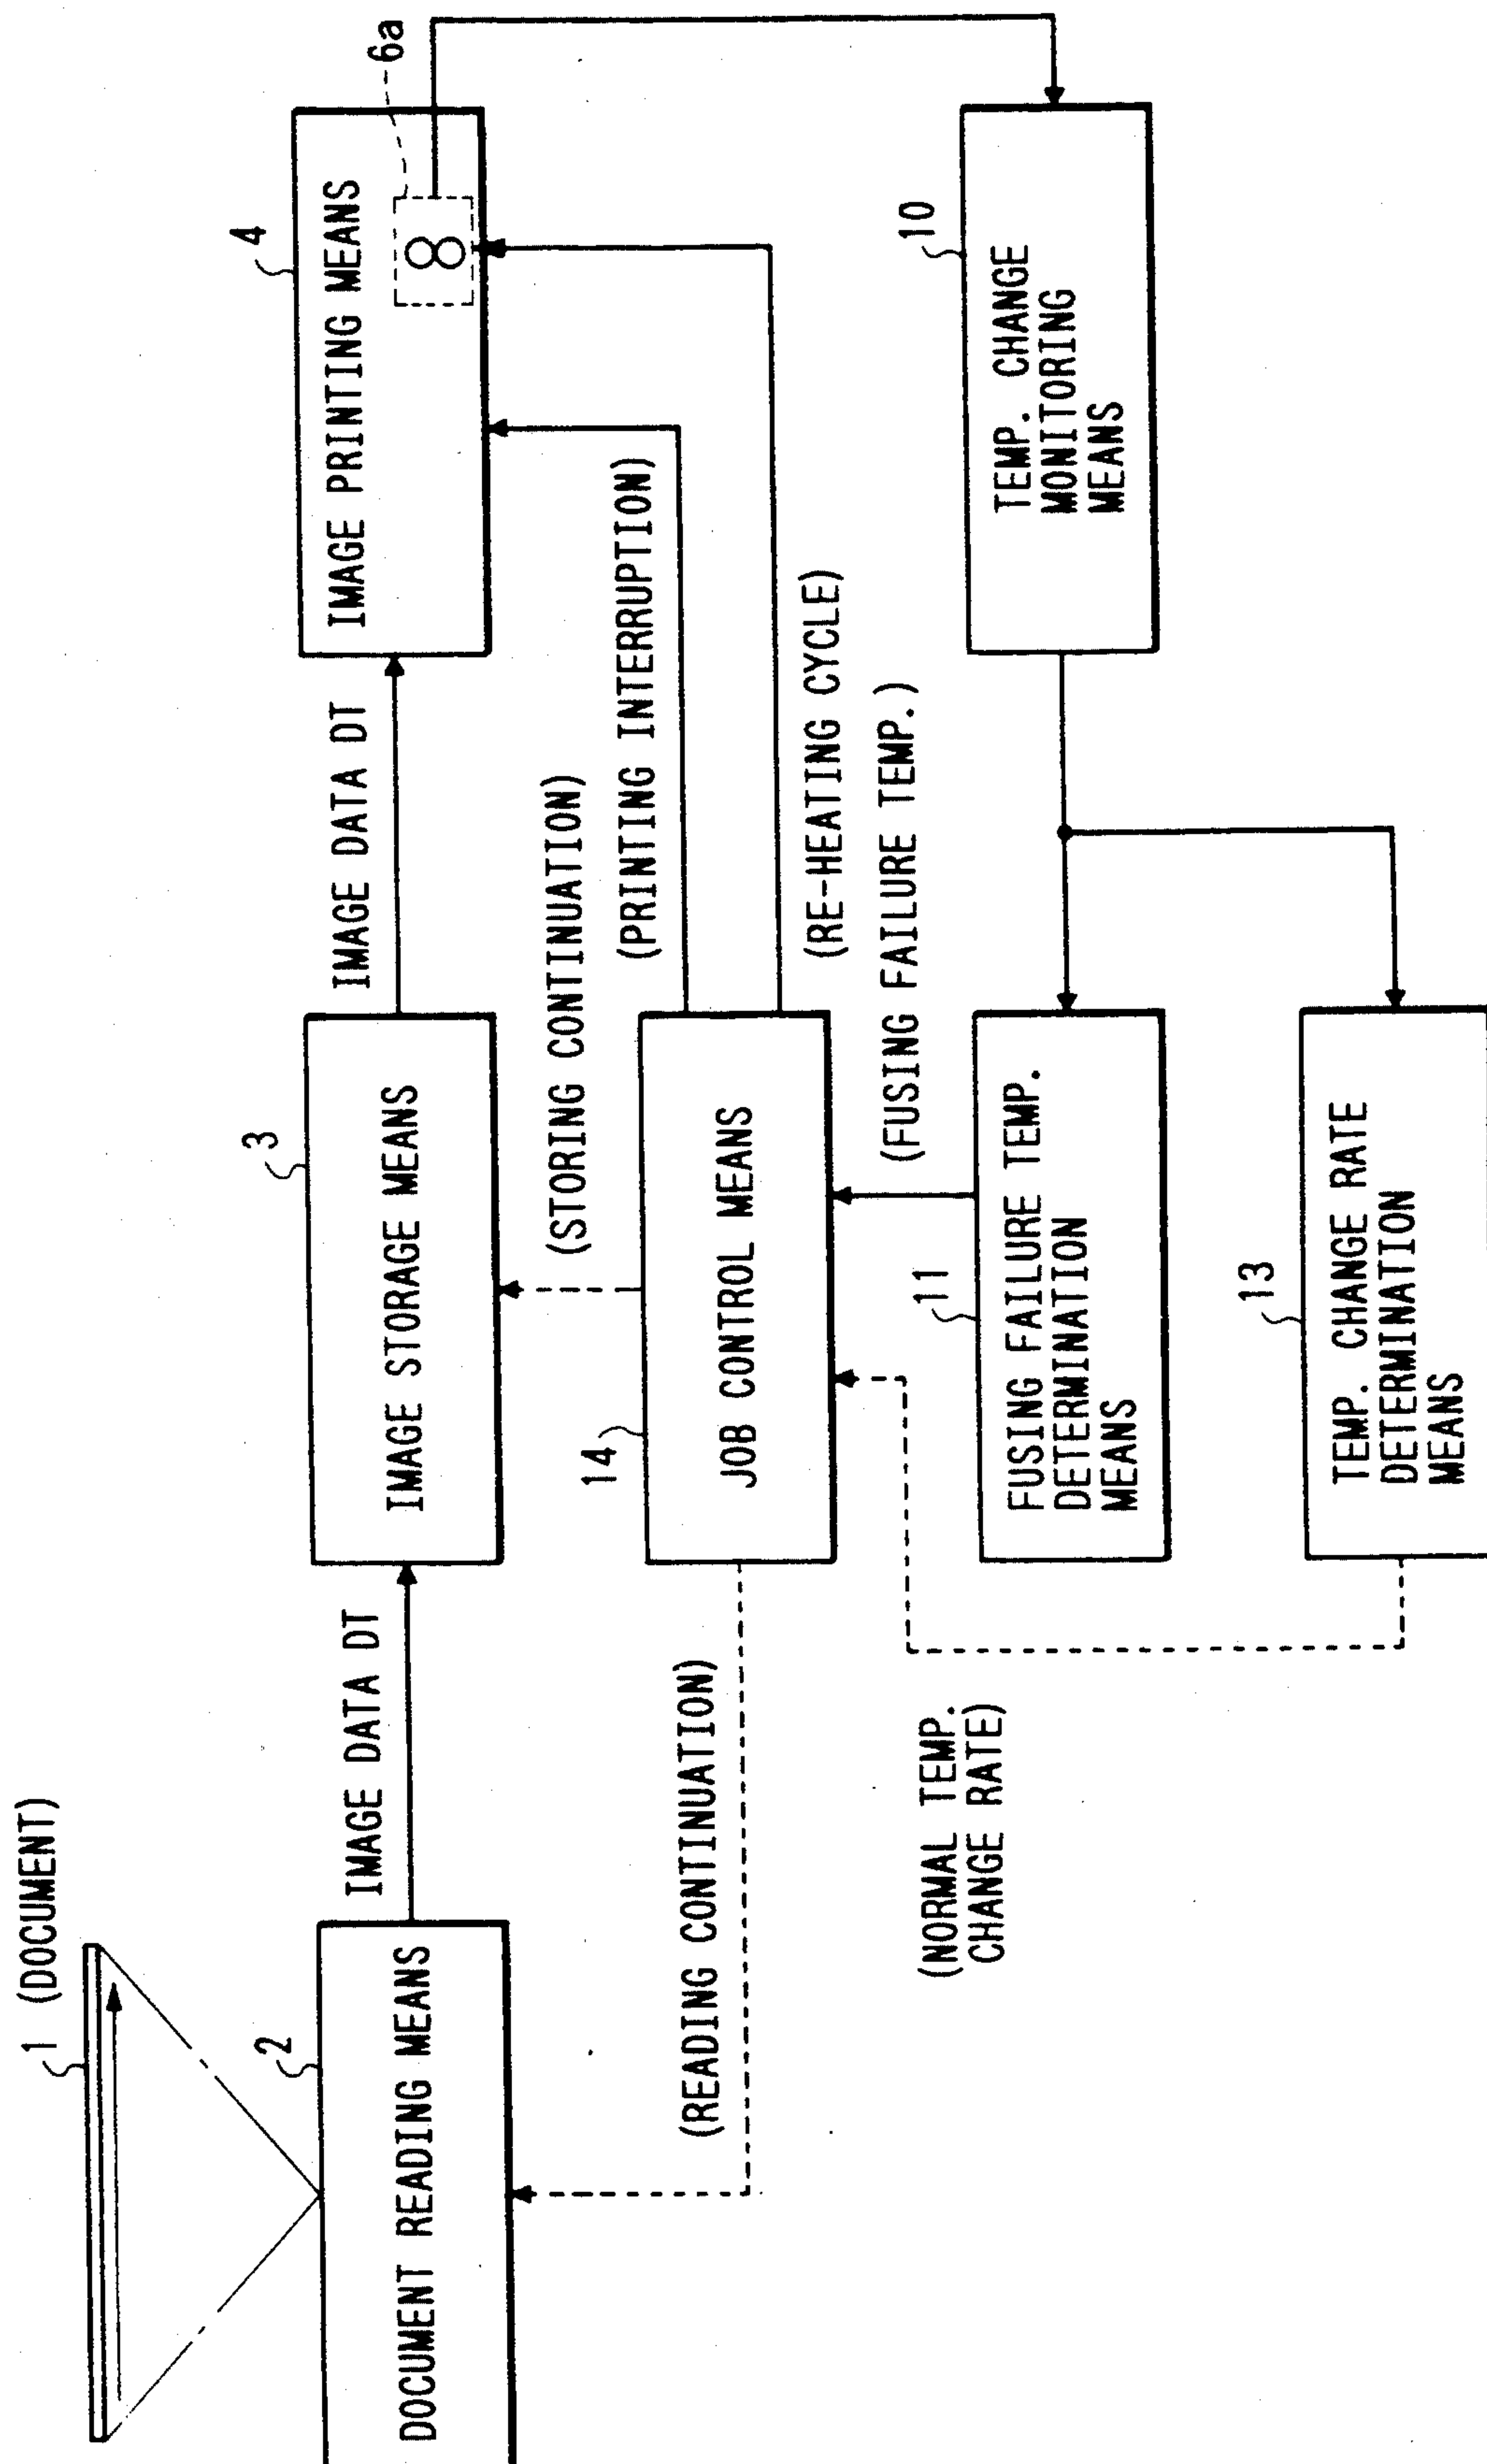 1 (DOCUMENT)
2
DOCUMENT READING MEANS
IMAGE DATA DT
3
IMAGE STORAGE MEANS
IMAGE DATA DT
4
IMAGE PRINTING MEANS
6a
(READING CONTINUATION)
(STORING CONTINUATION)
(PRINTING INTERRUPTION)
14
JOB CONTROL MEANS
(RE-HEATING CYCLE)
(FUSING FAILURE TEMP.)
(NORMAL TEMP.
CHANGE RATE)
11
FUSING FAILURE TEMP.
DETERMINATION
MEANS
10
TEMP. CHANGE
MONITORING
MEANS
13
TEMP. CHANGE RATE
DETERMINATION
MEANS